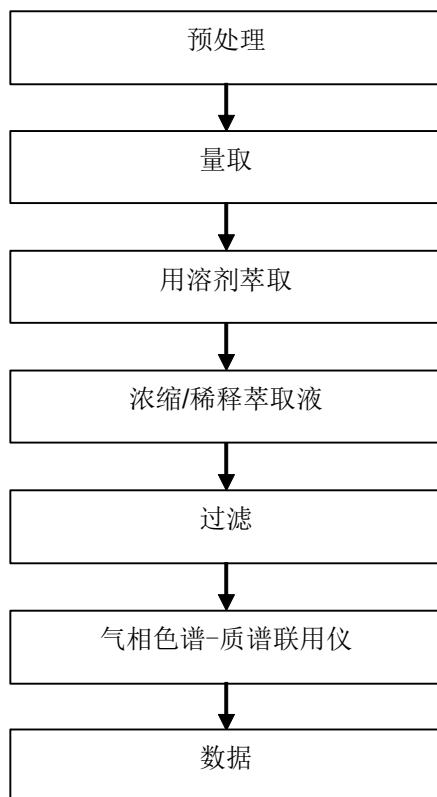 预处理
量取
用溶剂萃取
浓缩/稀释萃取液
过滤
气相色谱-质谱联用仪
数据